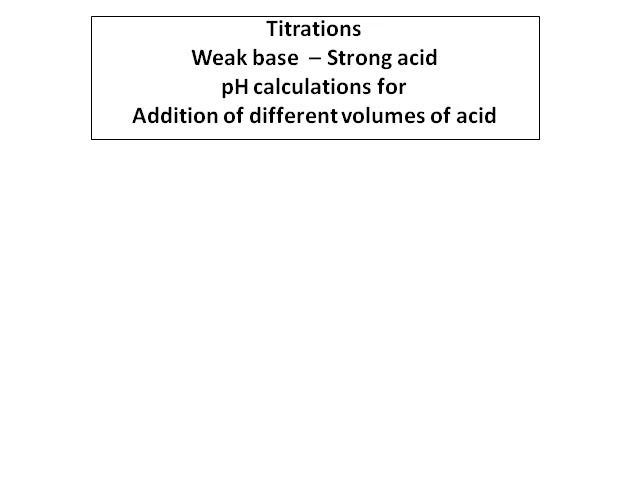 Titrations
Weak base – Strong acid
pH calculations for
Addition of different volumes of acid